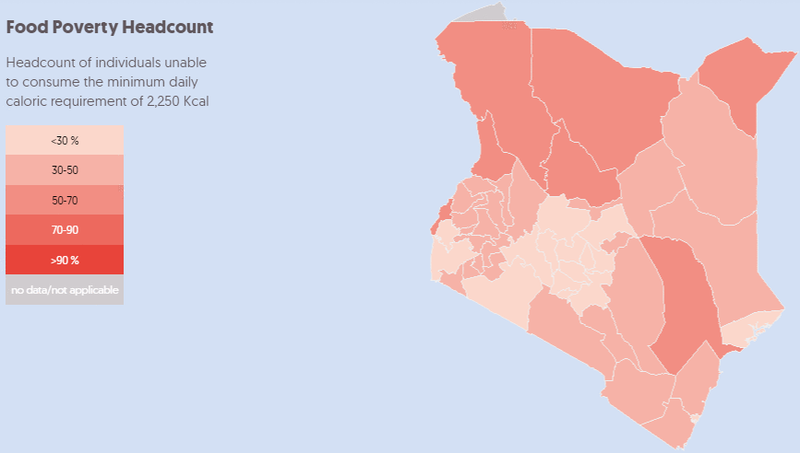 Food Poverty Headcount
Headcount of individuals unable
to consume the minimum daily
caloric requirement of 2,250 Kcal
<30 %
30-50
50-70
70-90
>90 %
no data/not applicable